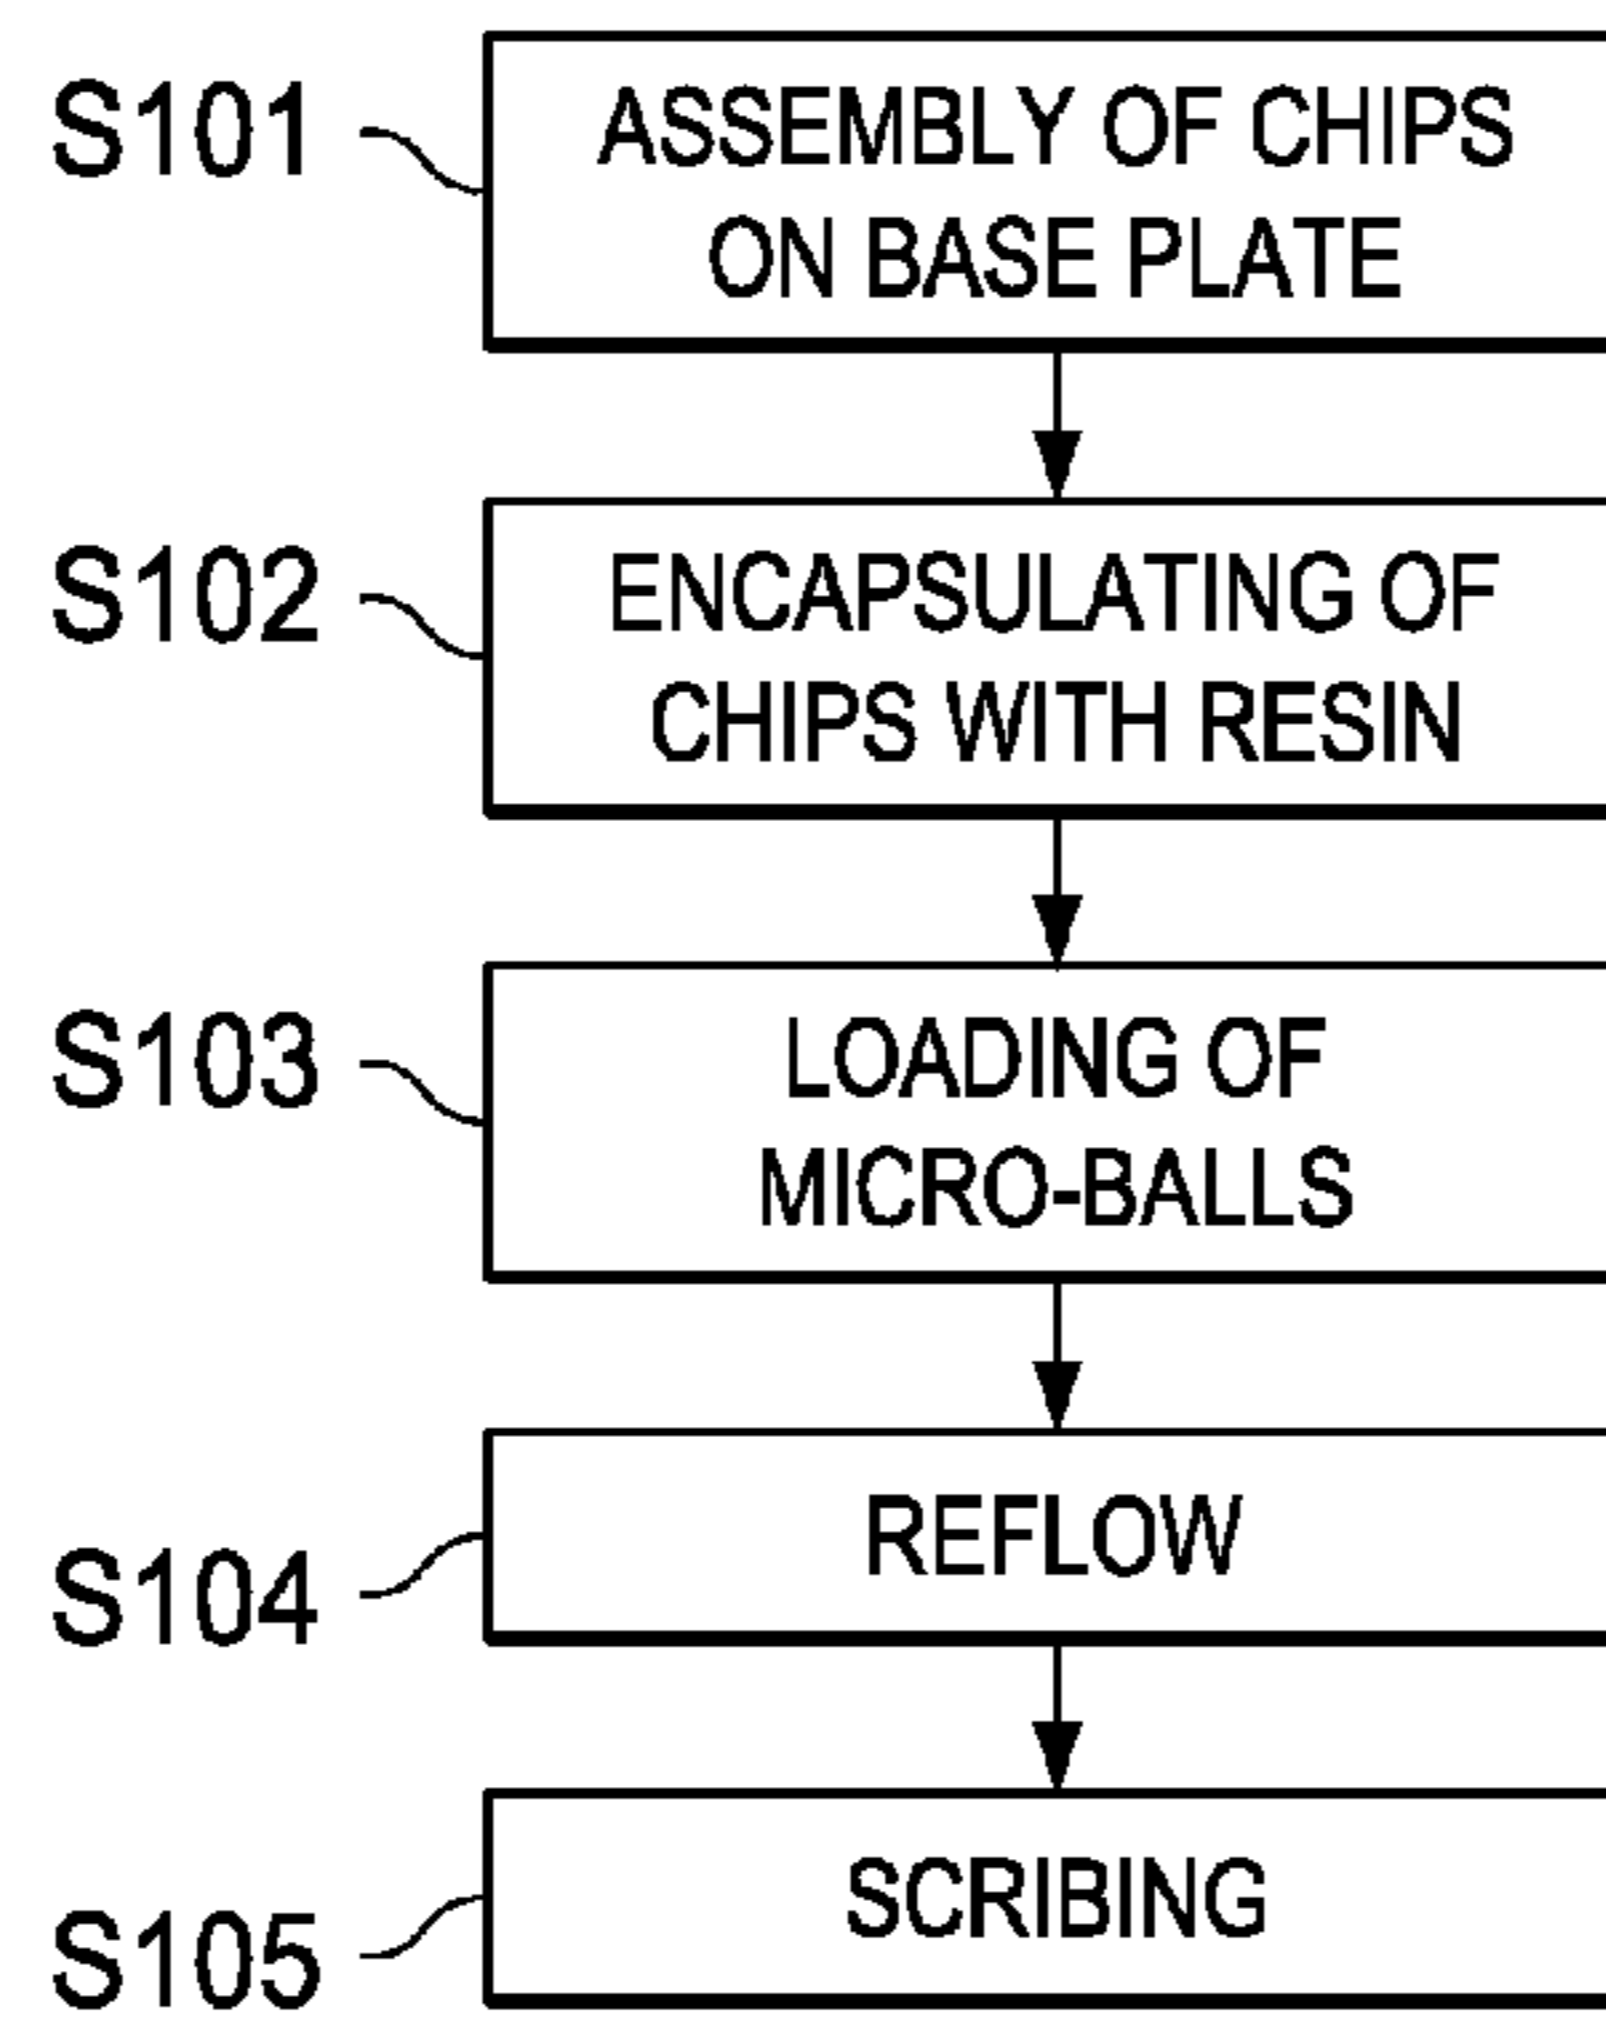 S101
ASSEMBLY OF CHIPS
ON BASE PLATE
S102
ENCAPSULATING OF
CHIPS WITH RESIN
S103
LOADING OF
MICRO-BALLS
S104
REFLOW
S105
SCRIBING